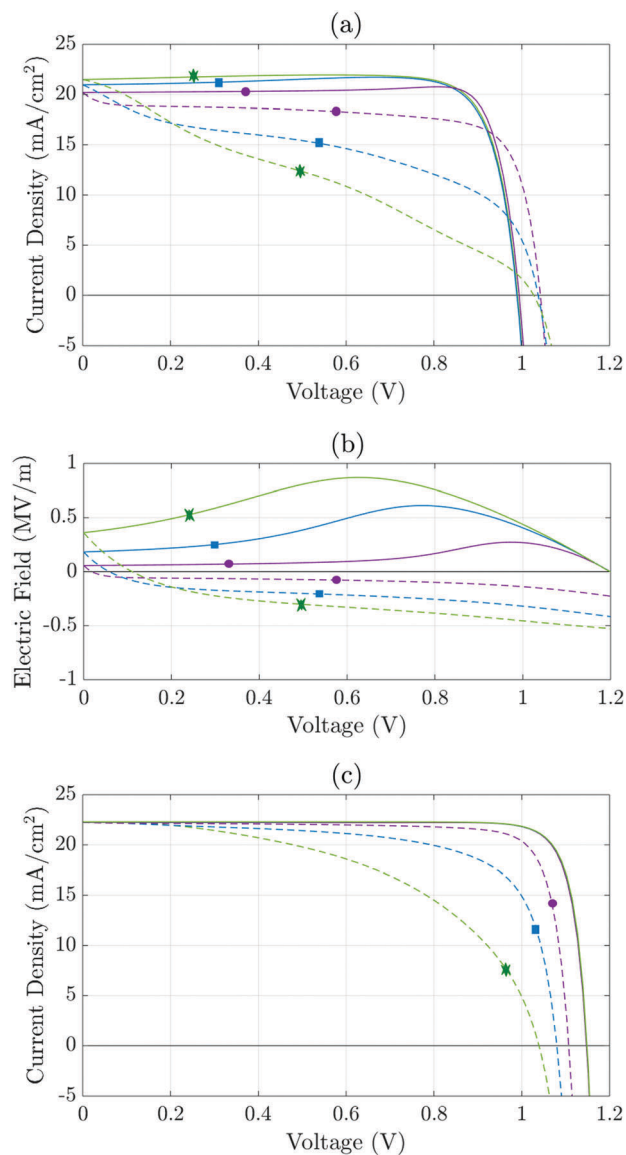 (a)
Current Density (mA/cm²)
25
20
15
10
5
0
-5
0 0.2 0.4 0.6 0.8 1 1.2
Voltage (V)
(b)
Electric Field (MV/m)
1
0.5
0
-0.5
-1
0 0.2 0.4 0.6 0.8 1 1.2
Voltage (V)
(c)
Current Density (mA/cm²)
25
20
15
10
5
0
-5
0 0.2 0.4 0.6 0.8 1 1.2
Voltage (V)